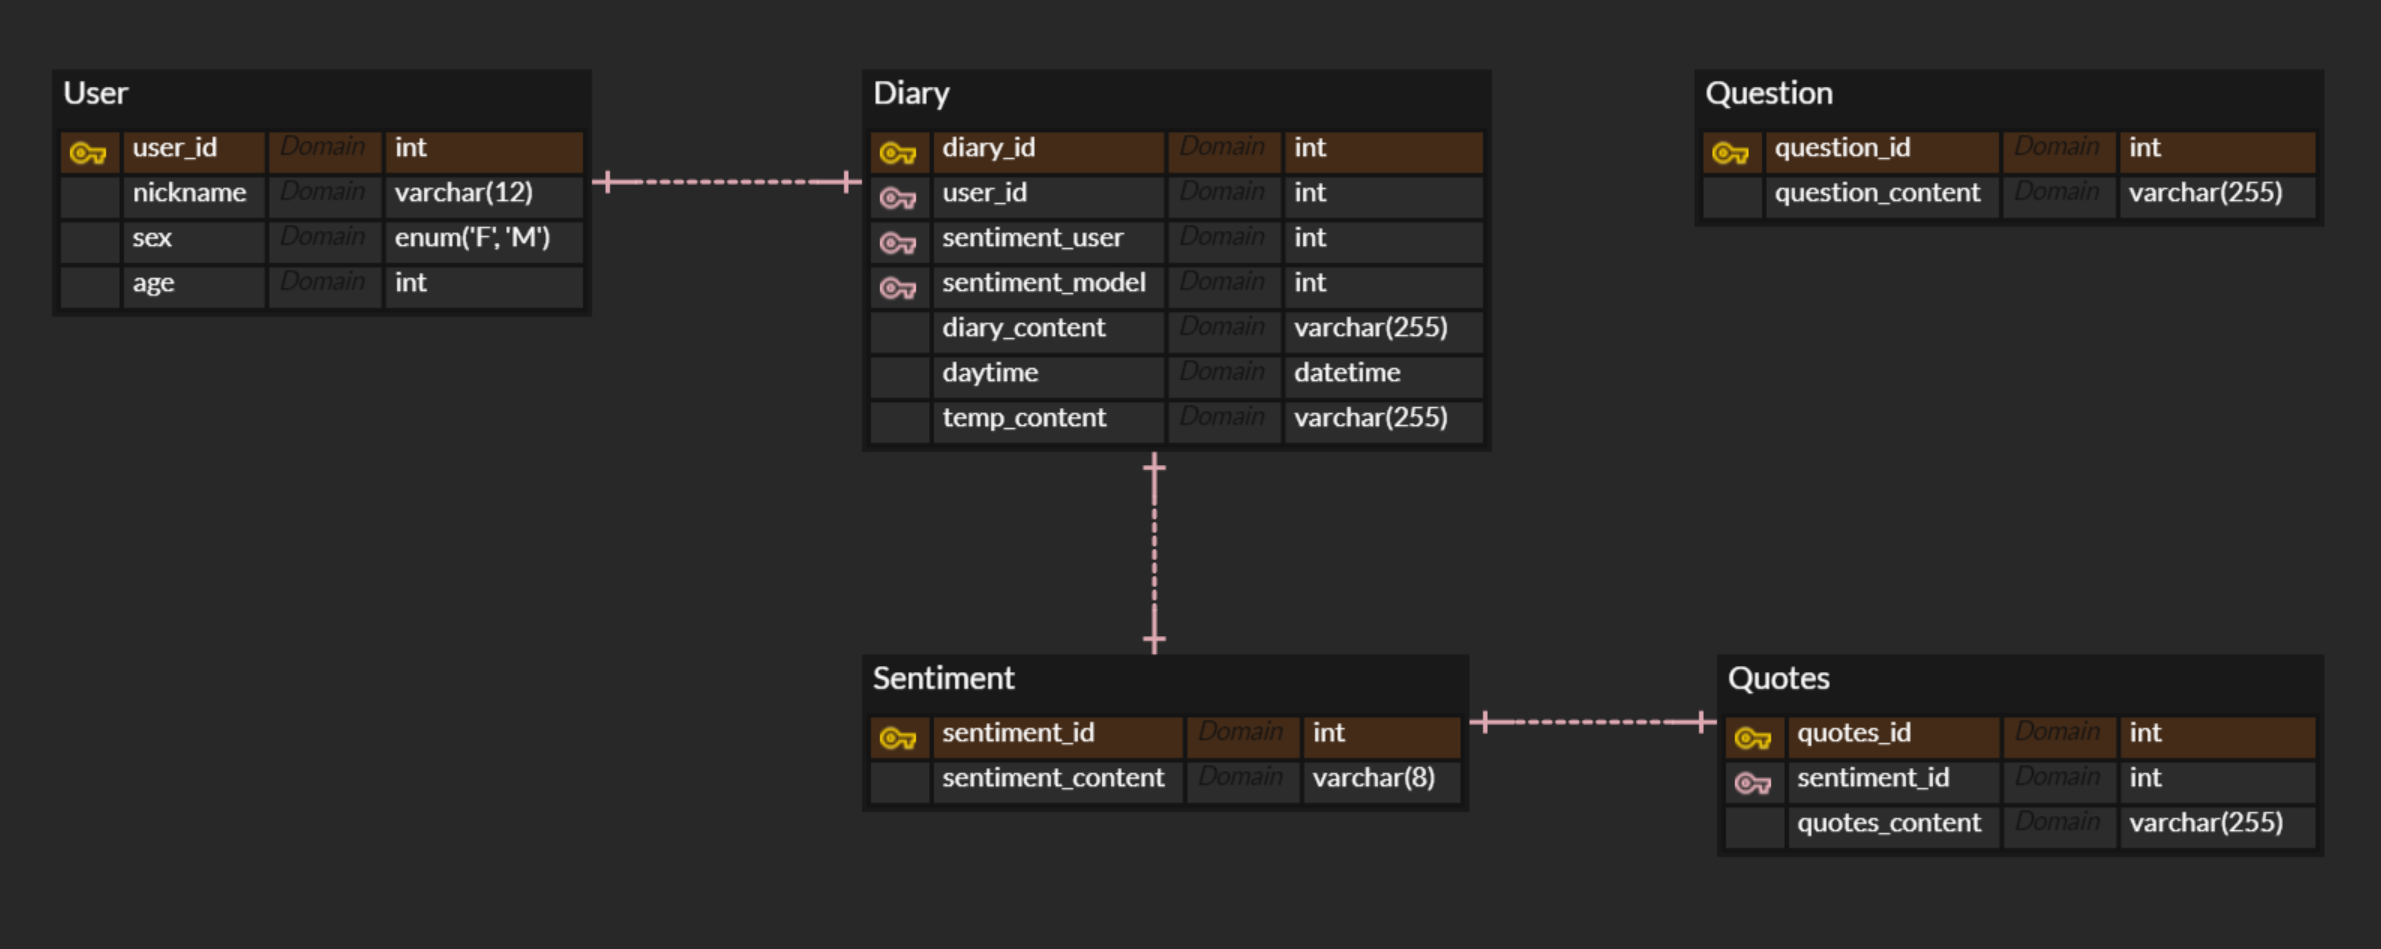 User
user_id Domain int
nickname Domain varchar(12)
sex Domain enum('F', 'M')
age Domain int
Diary
diary_id Domain int
user_id Domain int
sentiment_user Domain int
sentiment_model Domain int
diary_content Domain varchar(255)
daytime Domain datetime
temp_content Domain varchar(255)
Question
question_id Domain int
question_content Domain varchar(255)
Sentiment
sentiment_id Domain int
sentiment_content Domain varchar(8)
Quotes
quotes_id Domain int
sentiment_id Domain int
quotes_content Domain varchar(255)